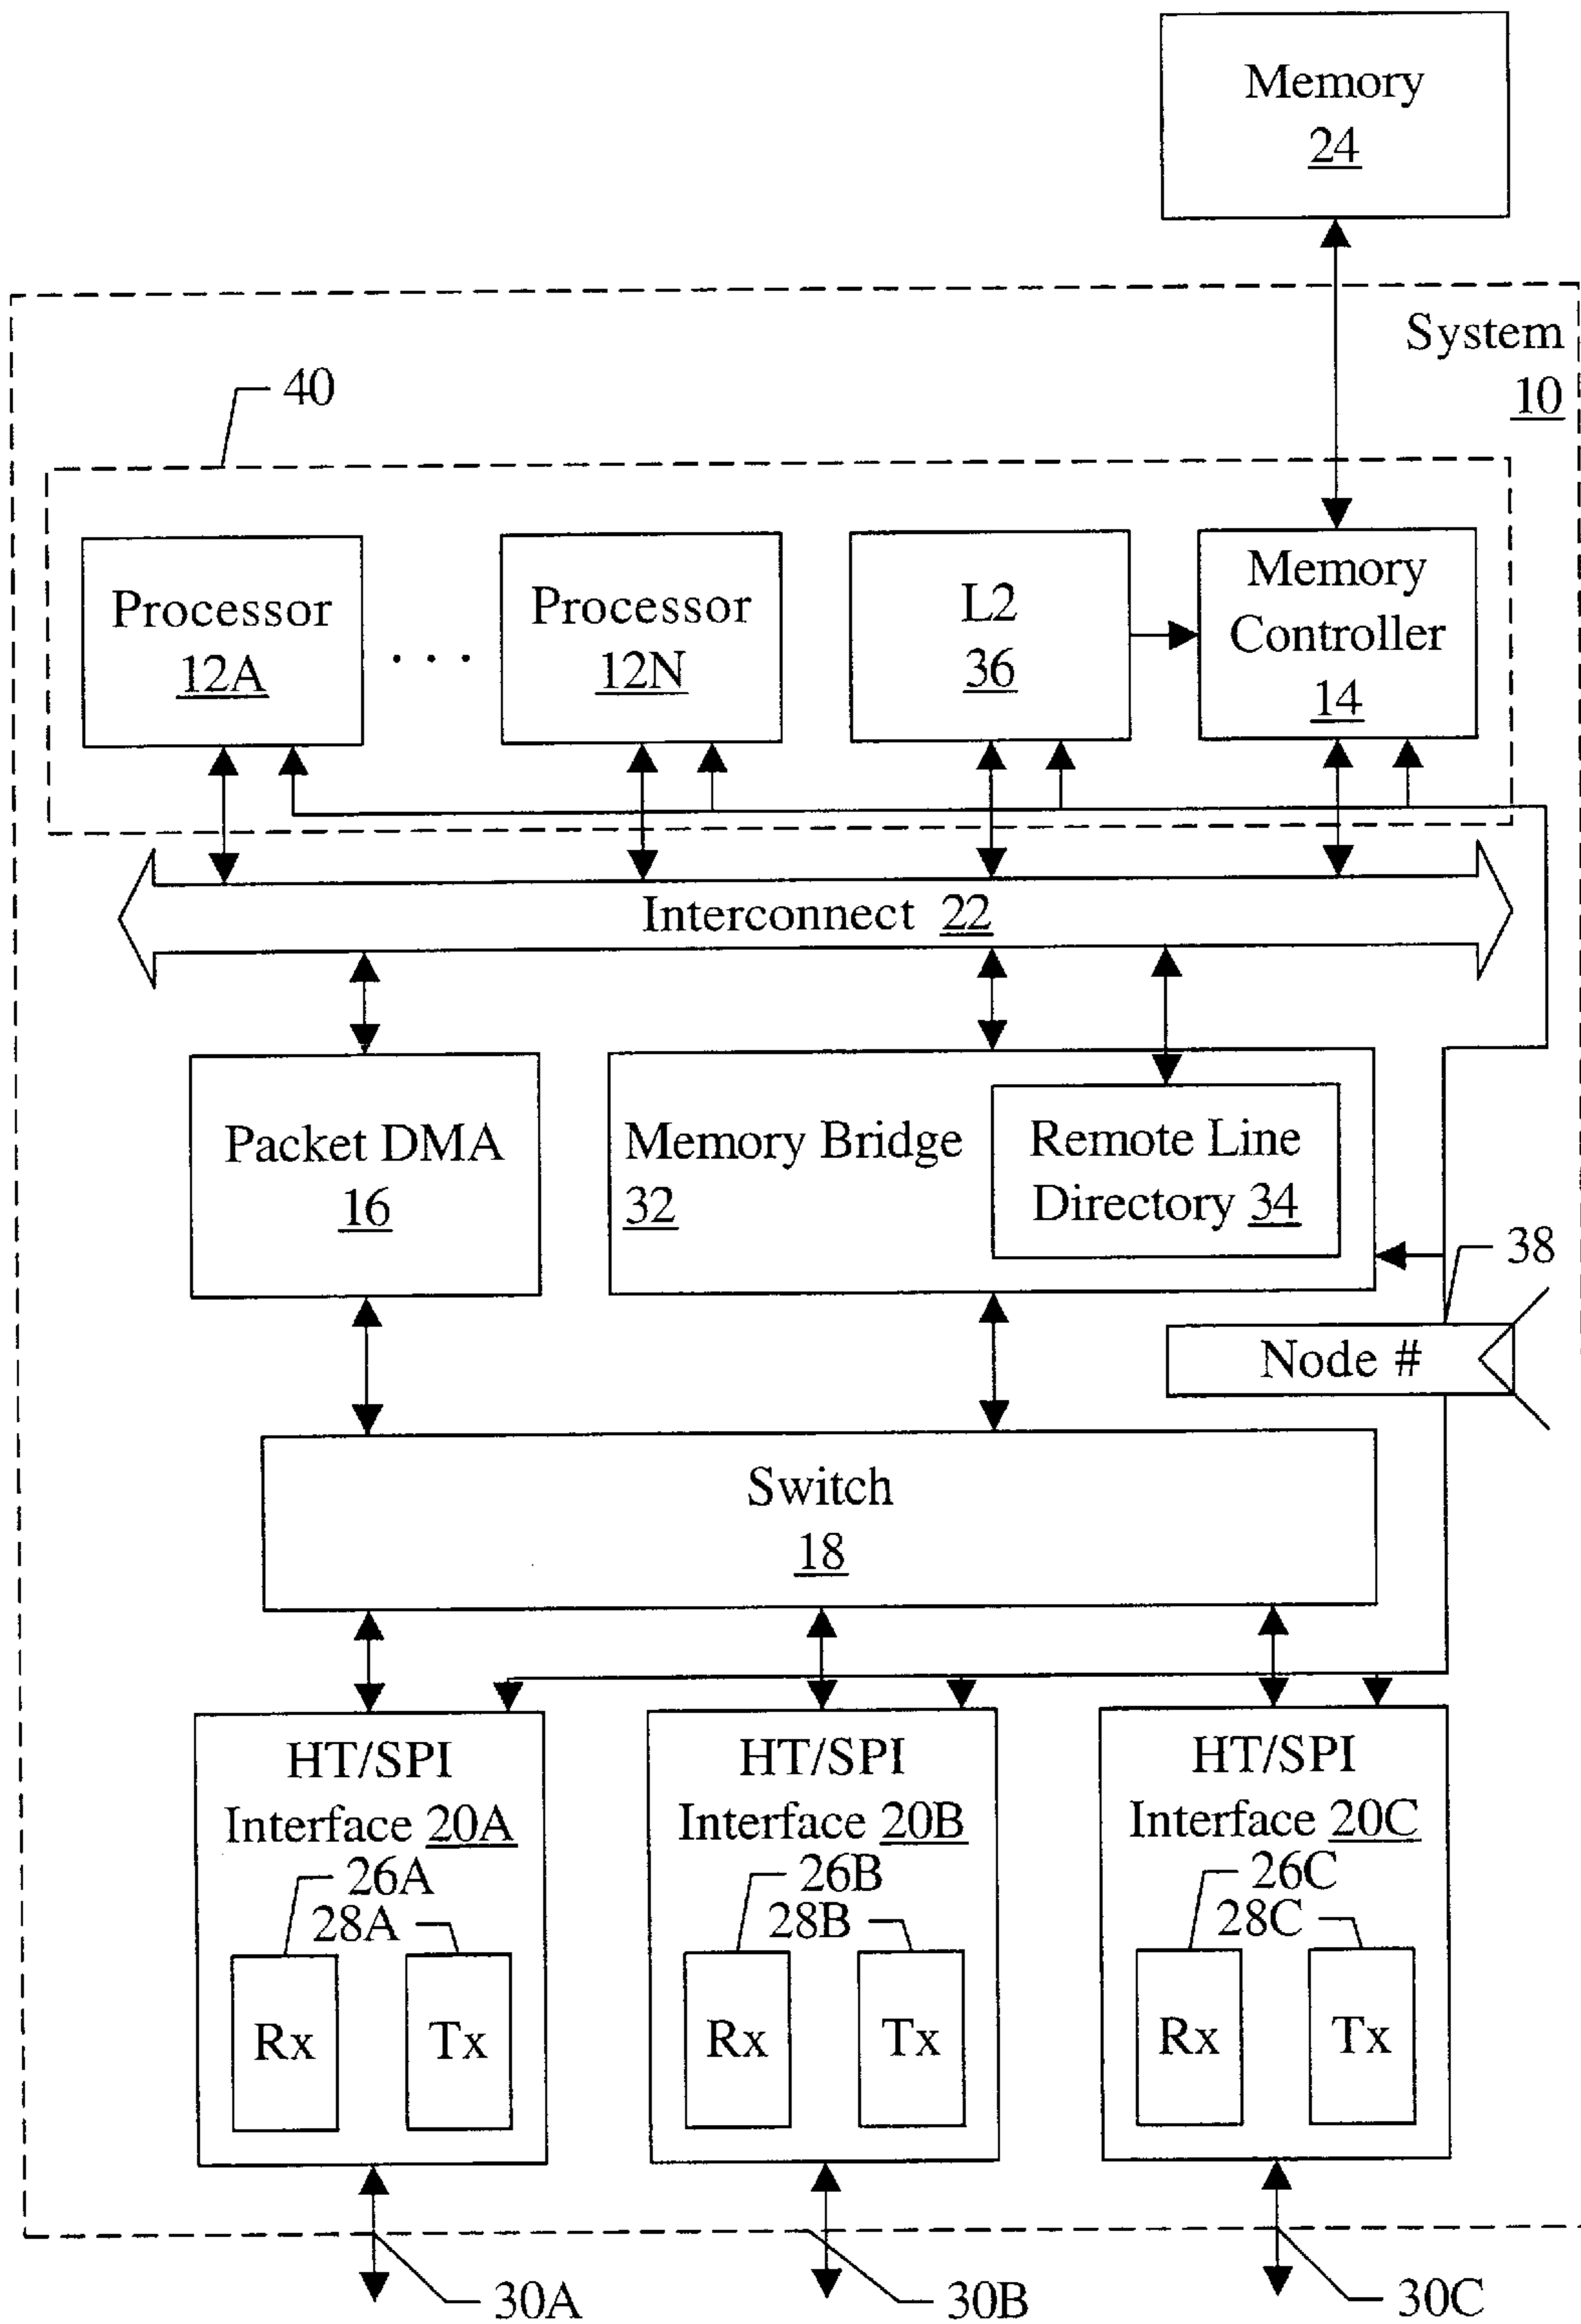 Memory
24
System
10
40
Processor
12A
. . .
Processor
12N
L2
36
Memory
Controller
14
Interconnect 22
Packet DMA
16
Memory Bridge
32
Remote Line
Directory 34
38
Node #
Switch
18
HT/SPI
Interface 20A
26A
28A
Rx
Tx
HT/SPI
Interface 20B
26B
28B
Rx
Tx
HT/SPI
Interface 20C
26C
28C
Rx
Tx
30A
30B
30C